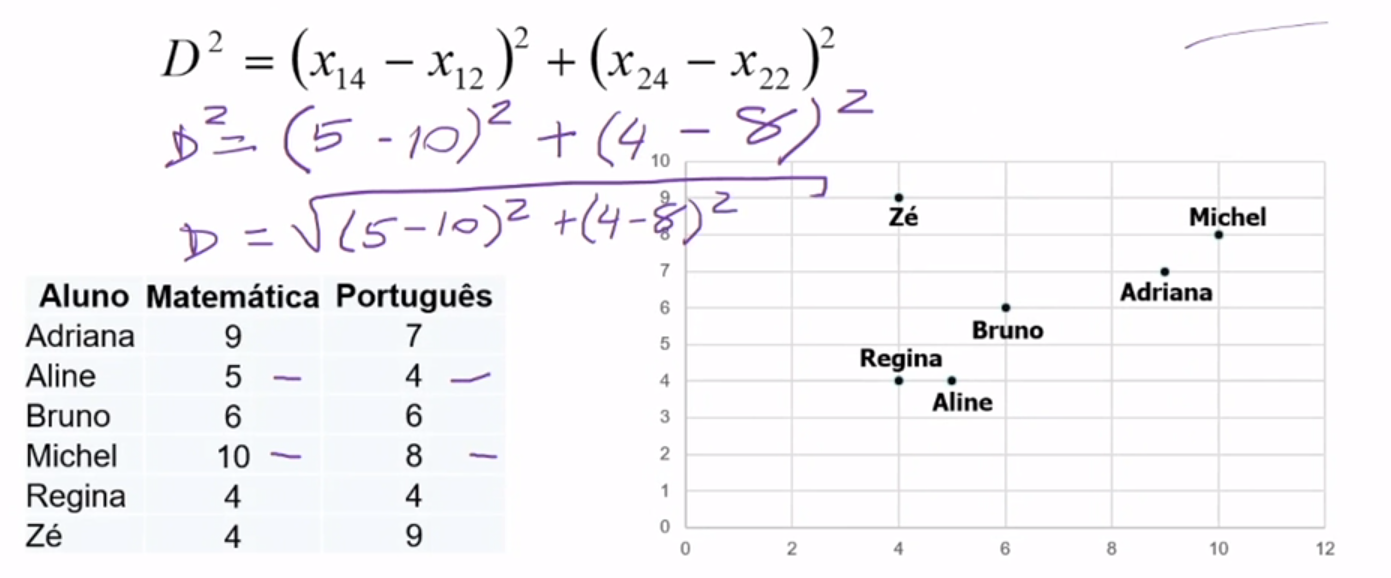 D² = (x₁₄ − x₁₂)² + (x₂₄ − x₂₂)²
D² = (5 - 10)² + (4 - 8)²
D = √((5-10)² + (4-8)²)
Aluno Matemática Português
Adriana 9 7
Aline 5 4
Bruno 6 6
Michel 10 8
Regina 4 4
Zé 4 9
10
9
8
7
6
5
4
3
2
1
0
Zé
Michel
Adriana
Bruno
Regina
Aline
0 2 4 6 8 10 12